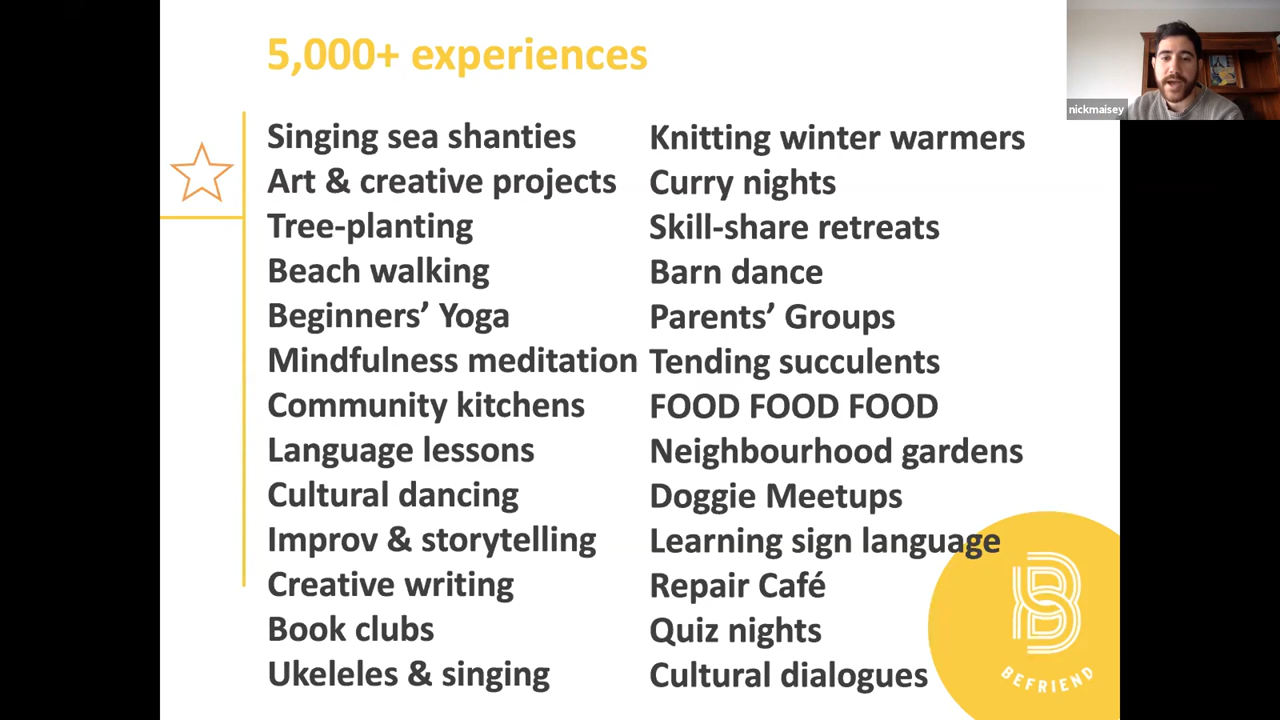 5,000+ experiences
Singing sea shanties
Art & creative projects
Tree-planting
Beach walking
Beginners’ Yoga
Mindfulness meditation
Community kitchens
Language lessons
Cultural dancing
Improv & storytelling
Creative writing
Book clubs
Ukeleles & singing
Knitting winter warmers
Curry nights
Skill-share retreats
Barn dance
Parents’ Groups
Tending succulents
FOOD FOOD FOOD
Neighbourhood gardens
Doggie Meetups
Learning sign language
Repair Café
Quiz nights
Cultural dialogues
BEFRIEND
nickmaisey